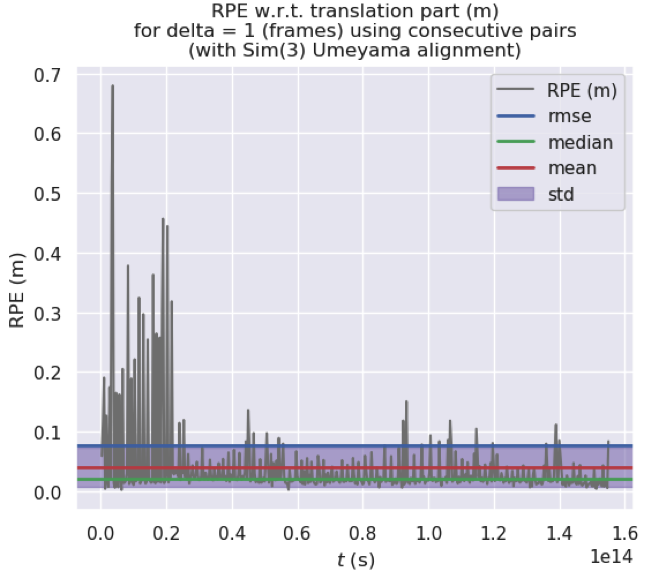 RPE w.r.t. translation part (m)
for delta = 1 (frames) using consecutive pairs
(with Sim(3) Umeyama alignment)
0.7
0.6
0.5
0.4
0.3
0.2
0.1
0.0
RPE (m)
RPE (m)
rmse
median
mean
std
0.0 0.2 0.4 0.6 0.8 1.0 1.2 1.4 1.6
1e14
t (s)